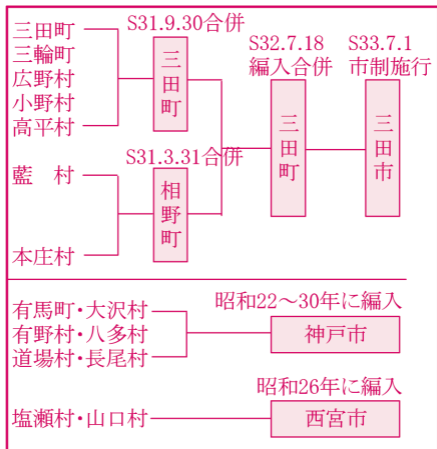 三田町
三輪町
広野村
小野村
高平村
S31.9.30合併
三田町
藍　村
本庄村
S31.3.31合併
相野町
S32.7.18
編入合併
三田町
S33.7.1
市制施行
三田市
有馬町・大沢村
有野村・八多村
道場村・長尾村
昭和22〜30年に編入
神戸市
塩瀬村・山口村
昭和26年に編入
西宮市